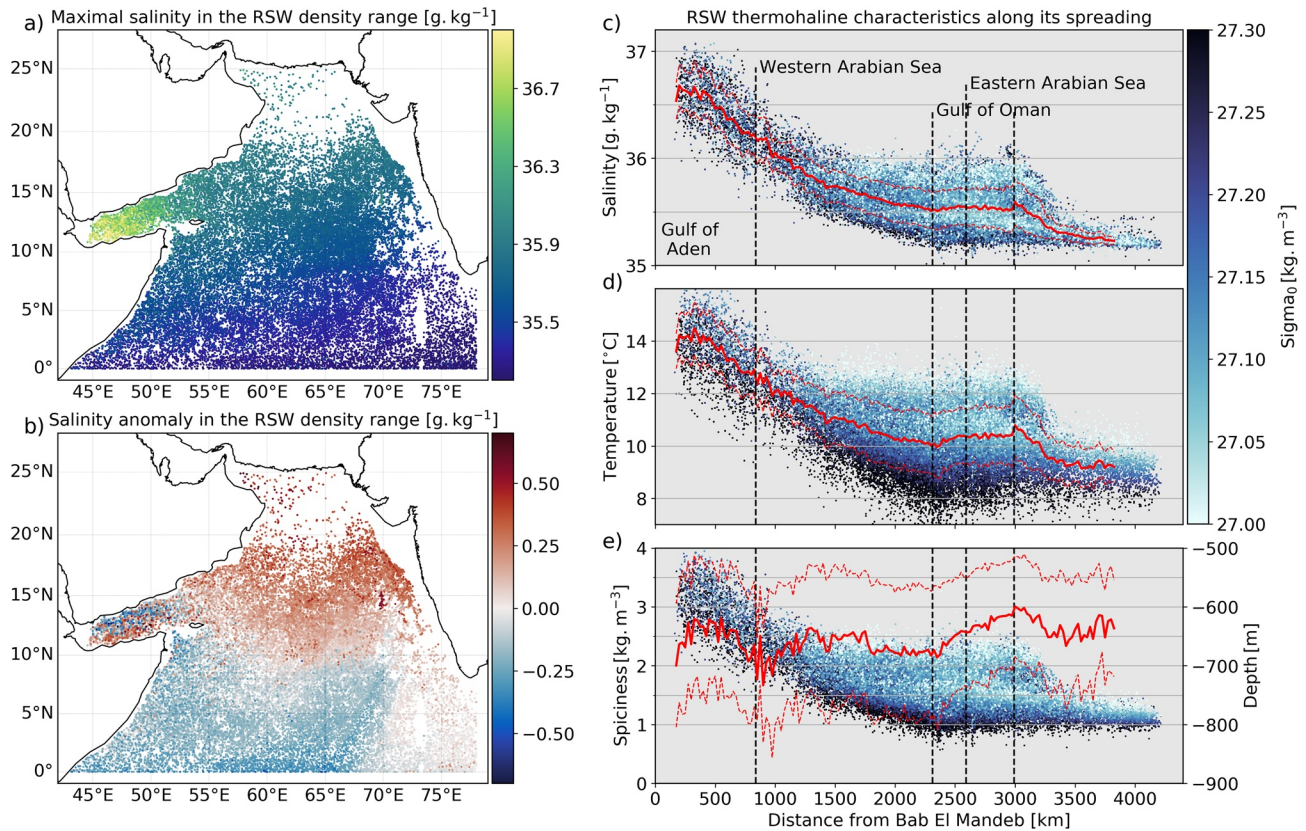 a) Maximal salinity in the RSW density range [g. kg⁻¹]
25°N
20°N
15°N
10°N
5°N
0°
45°E 50°E 55°E 60°E 65°E 70°E 75°E
36.7
36.3
35.9
35.5
b) Salinity anomaly in the RSW density range [g. kg⁻¹]
25°N
20°N
15°N
10°N
5°N
0°
45°E 50°E 55°E 60°E 65°E 70°E 75°E
0.50
0.25
0.00
−0.25
−0.50
c) RSW thermohaline characteristics along its spreading
Salinity [g. kg⁻¹]
37
36
35
Western Arabian Sea
Eastern Arabian Sea
Gulf of Oman
Gulf of
Aden
d)
Temperature [°C]
14
12
10
8
e)
Spiciness [kg. m⁻³]
4
3
2
1
0
−500
−600
−700
−800
−900
Depth [m]
0 500 1000 1500 2000 2500 3000 3500 4000
Distance from Bab El Mandeb [km]
27.30
27.25
27.20
27.15
27.10
27.05
27.00
Sigma₀ [kg. m⁻³]